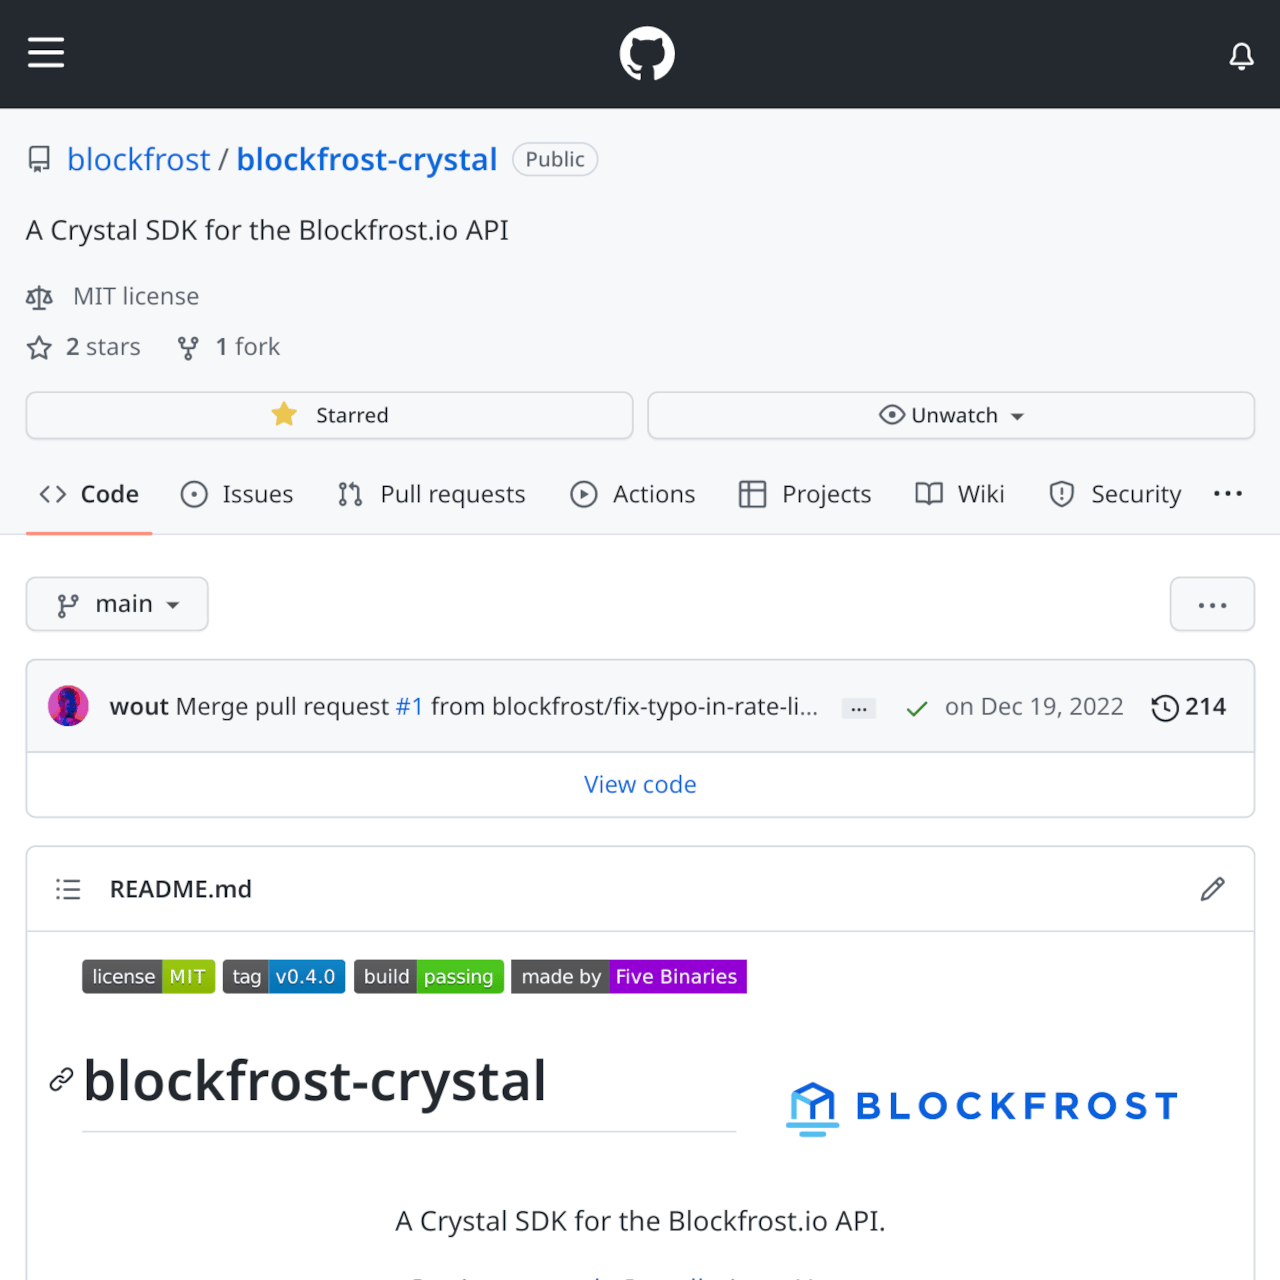 blockfrost / blockfrost-crystal Public
A Crystal SDK for the Blockfrost.io API
MIT license
2 stars 1 fork
Starred Unwatch
Code Issues Pull requests Actions Projects Wiki Security ...
main ...
wout Merge pull request #1 from blockfrost/fix-typo-in-rate-li... ... on Dec 19, 2022 214
View code
README.md
license MIT tag v0.4.0 build passing made by Five Binaries
blockfrost-crystal
BLOCKFROST
A Crystal SDK for the Blockfrost.io API.